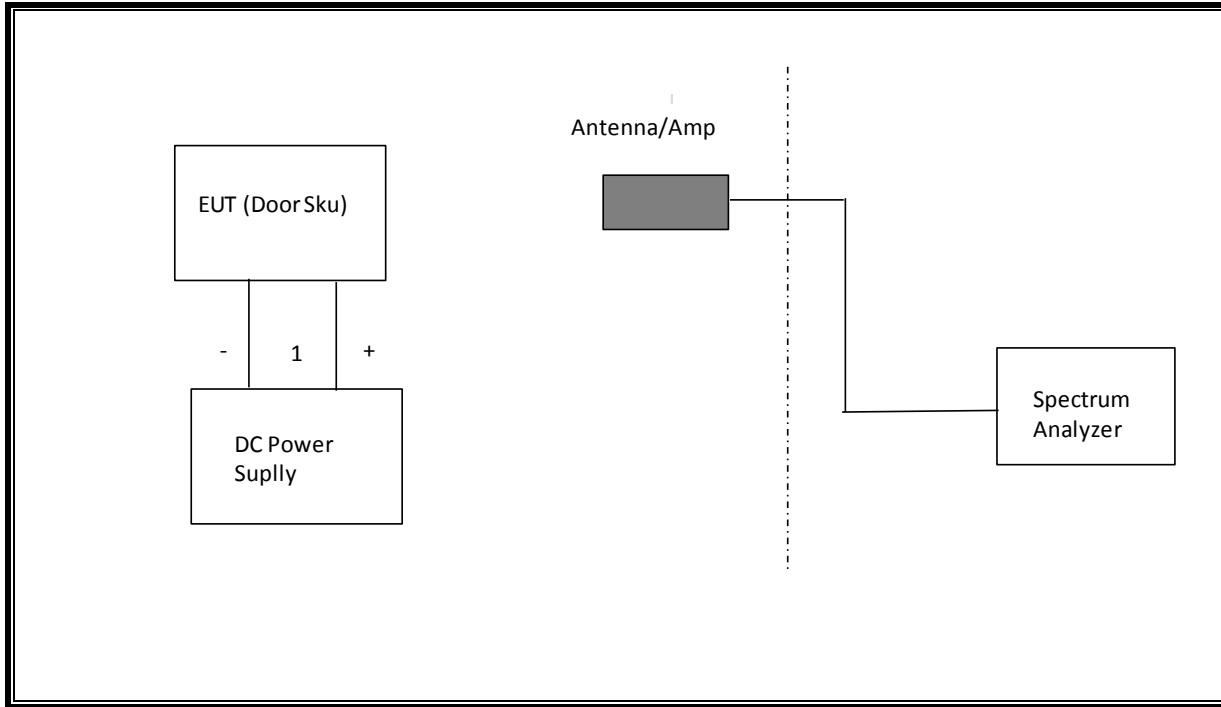 Antenna/Amp
EUT (Door Sku)
- 1 +
DC Power
Suplly
Spectrum
Analyzer